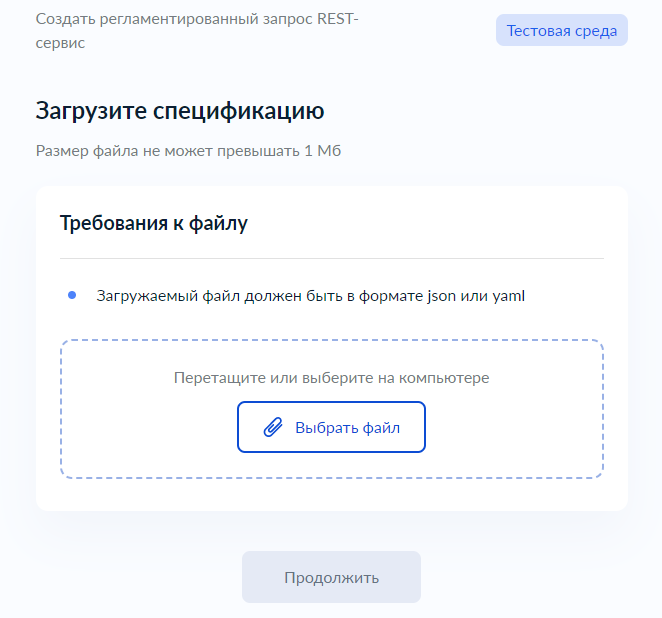 Создать регламентированный запрос REST-
сервис
Тестовая среда
Загрузите спецификацию
Размер файла не может превышать 1 Мб
Требования к файлу
Загружаемый файл должен быть в формате json или yaml
Перетащите или выберите на компьютере
Выбрать файл
Продолжить